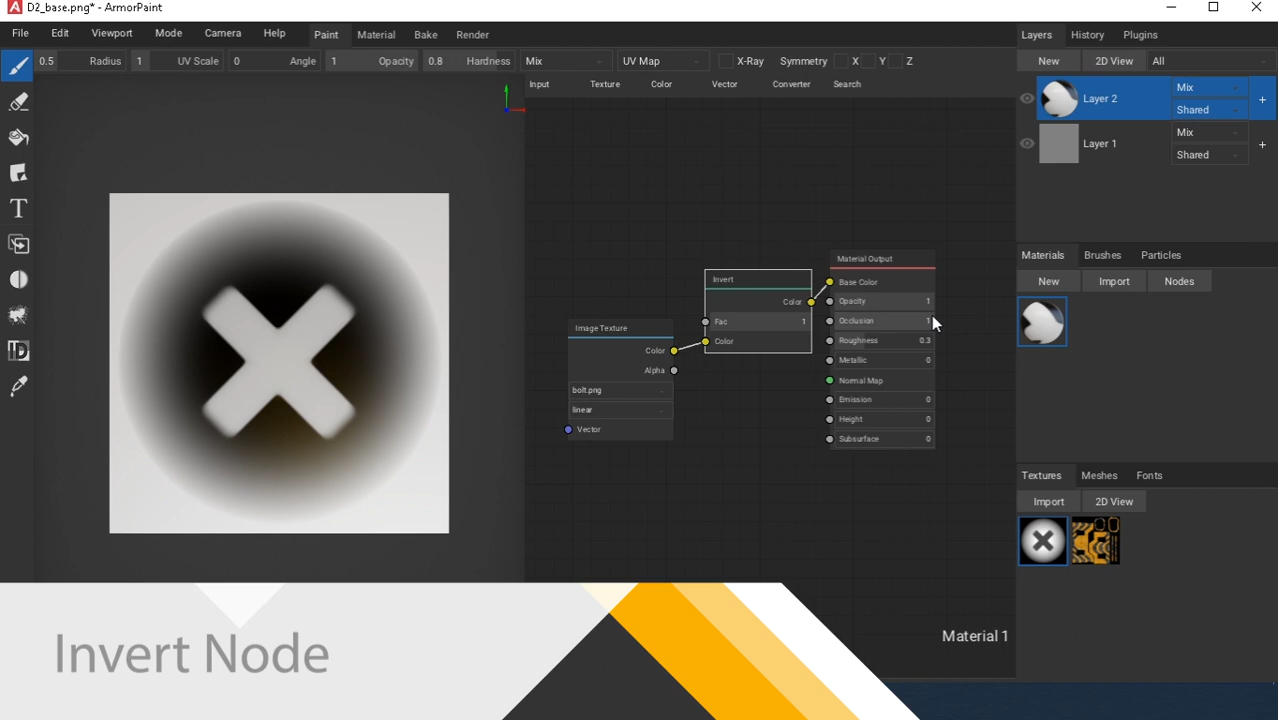 D2_base.png* - ArmorPaint
File Edit Viewport Mode Camera Help Paint Material Bake Render
0.5 Radius 1 UV Scale 0 Angle 1 Opacity 0.8 Hardness Mix UV Map X-Ray Symmetry X Y Z
Input Texture Color Vector Converter Search
Image Texture
Color
Alpha
bolt.png
linear
Vector
Invert
Color
Fac 1
Color
Material Output
Base Color
Opacity 1
Occlusion 1
Roughness 0.3
Metallic 0
Normal Map
Emission 0
Height 0
Subsurface 0
Material 1
Layers History Plugins
New 2D View All
Layer 2 Mix
Shared
Layer 1 Mix
Shared
Materials Brushes Particles
New Import Nodes
Textures Meshes Fonts
Import 2D View
Invert Node